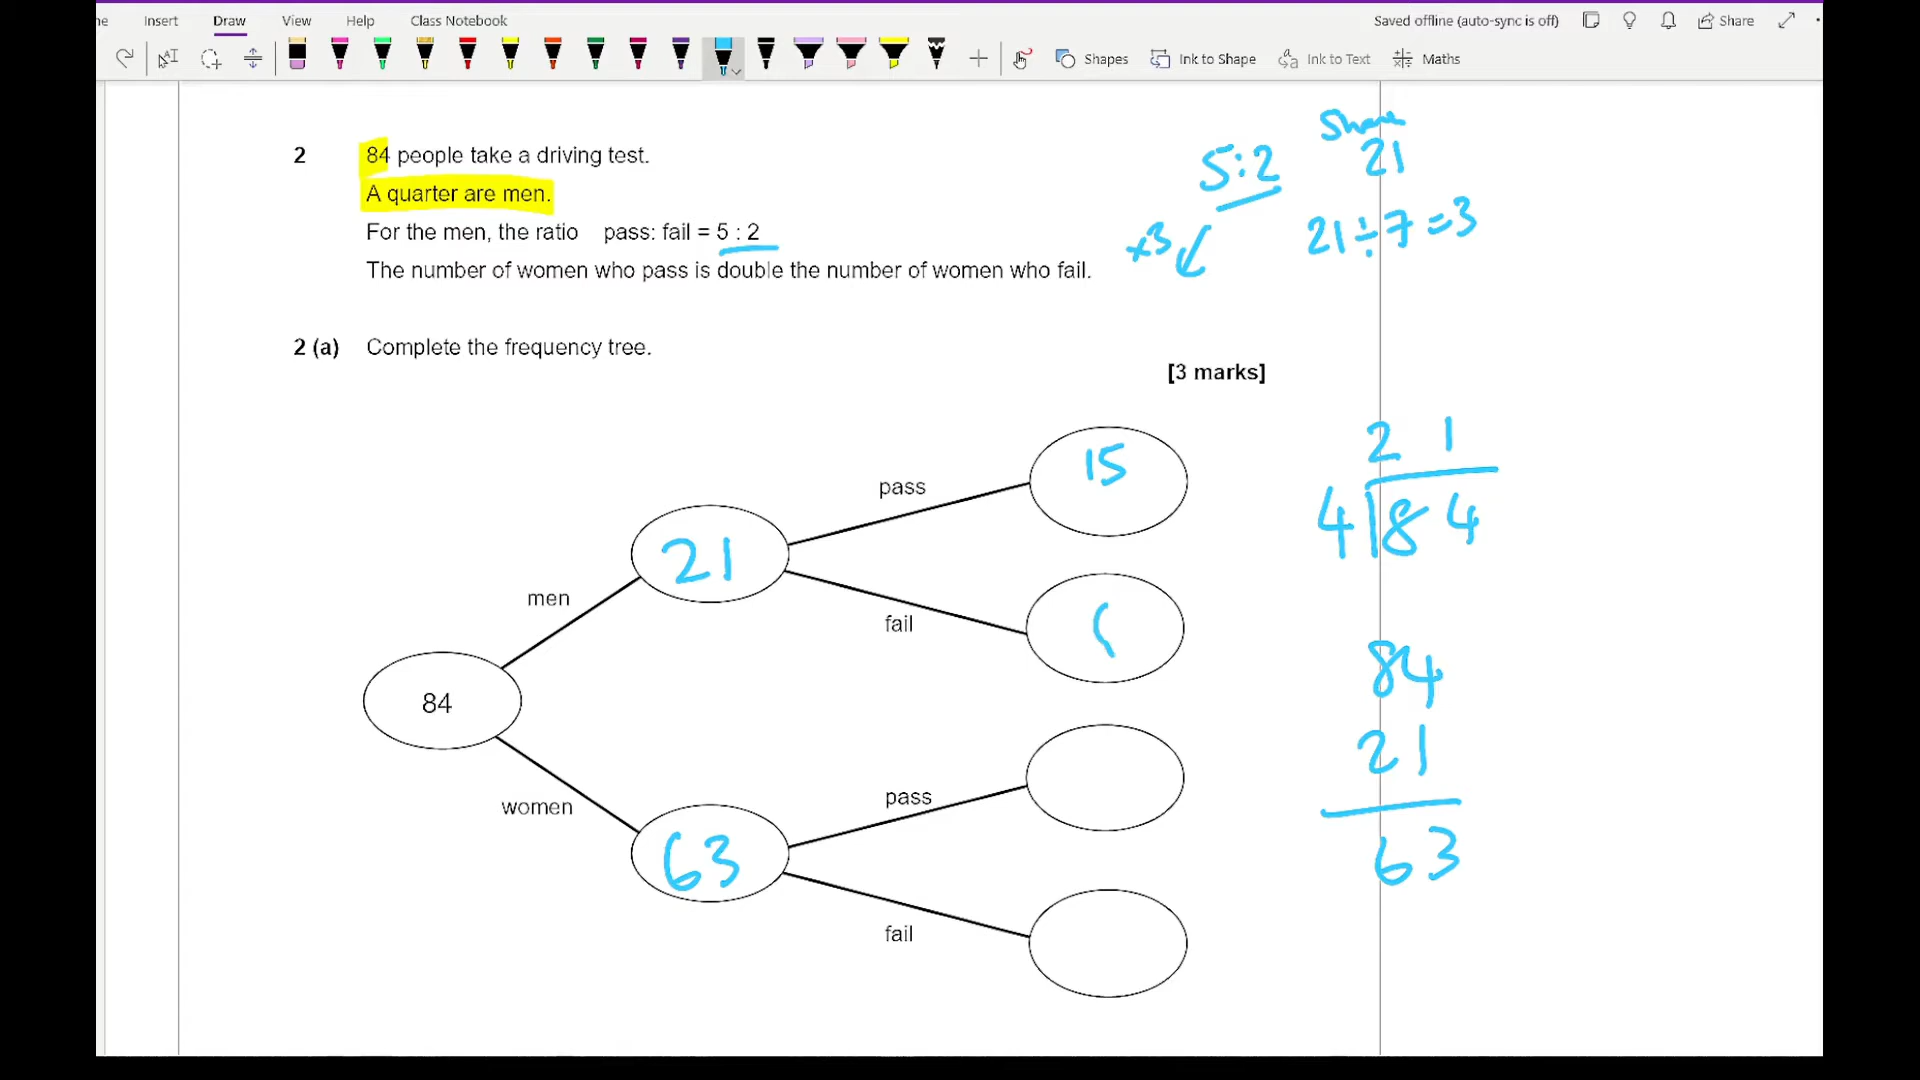 Insert Draw View Help Class Notebook Saved offline (auto-sync is off) Share
Shapes Ink to Shape Ink to Text Maths
2 84 people take a driving test.
A quarter are men.
For the men, the ratio pass: fail = 5 : 2
The number of women who pass is double the number of women who fail.
5:2
Share
21
×3
21 ÷ 7 = 3
2 (a) Complete the frequency tree.
[3 marks]
pass
15
men
21
fail
84
women
63
pass
fail
2 1
4 8 4
84
21
63